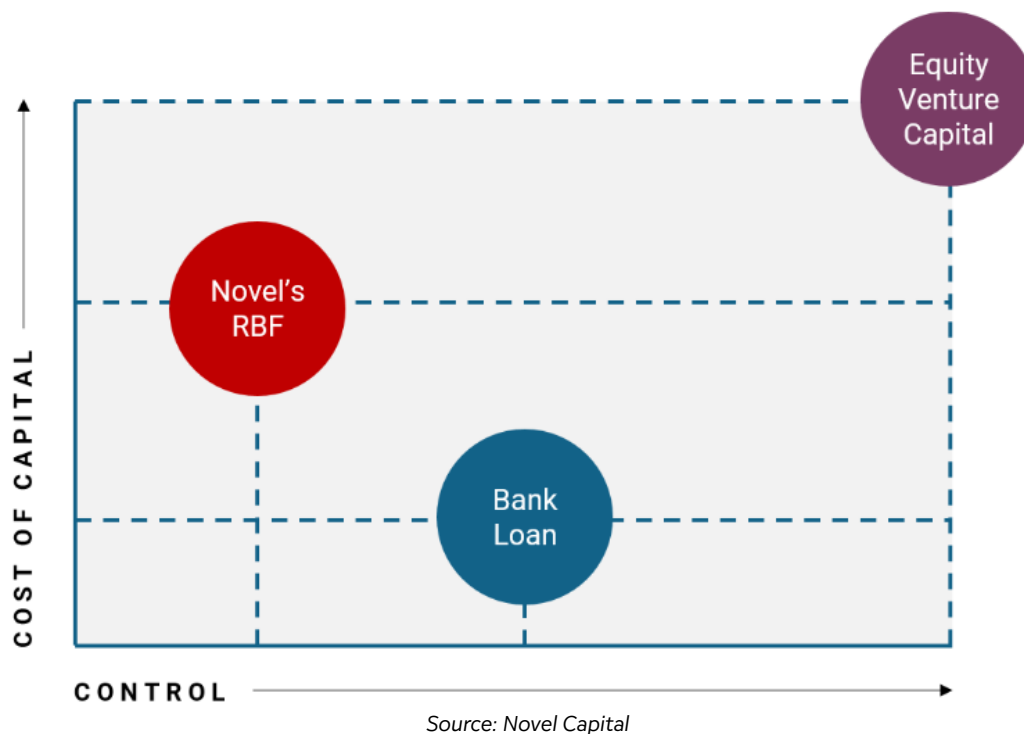 Equity
Venture
Capital
Novel’s
RBF
Bank
Loan
COST OF CAPITAL
CONTROL
Source: Novel Capital